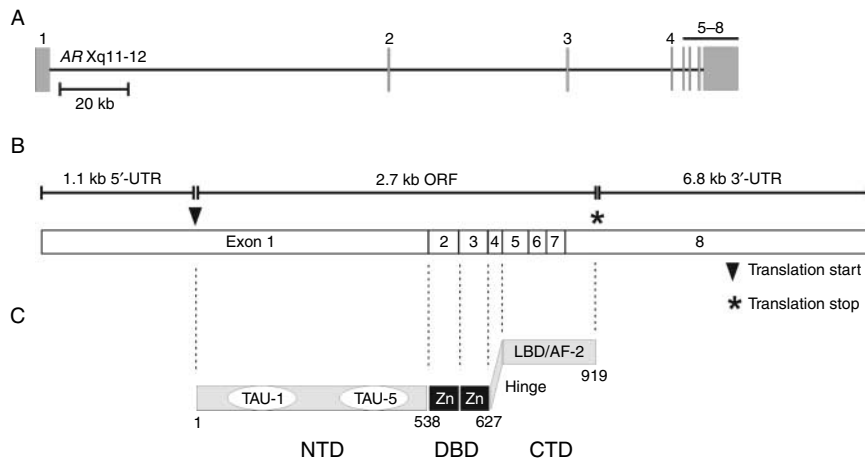 A
1
2
3
4
5–8
AR Xq11-12
20 kb
B
1.1 kb 5′-UTR
2.7 kb ORF
6.8 kb 3′-UTR
Exon 1
2
3
4
5
6
7
8
Translation start
* Translation stop
C
LBD/AF-2
919
Hinge
TAU-1
TAU-5
Zn
Zn
1
538
627
NTD
DBD
CTD